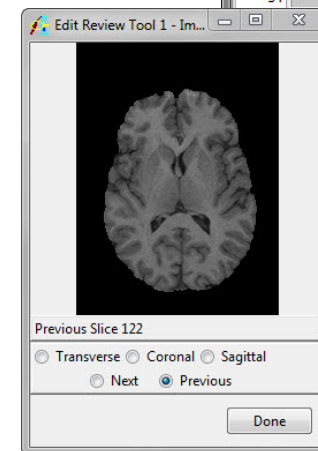 Edit Review Tool 1 - Im...
Previous Slice 122
Transverse Coronal Sagittal
Next Previous
Done